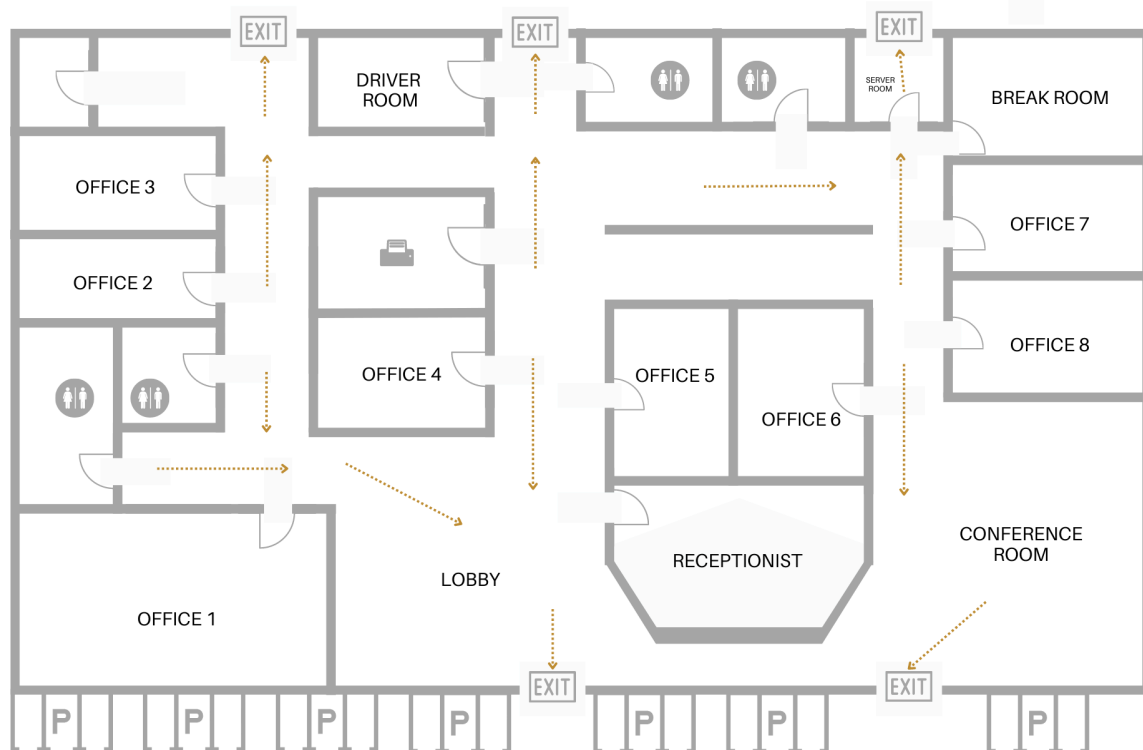 EXIT
EXIT
EXIT
DRIVER
ROOM
SERVER
ROOM
BREAK ROOM
OFFICE 3
OFFICE 7
OFFICE 2
OFFICE 8
OFFICE 4
OFFICE 5
OFFICE 6
CONFERENCE
ROOM
RECEPTIONIST
LOBBY
OFFICE 1
EXIT
EXIT
P
P
P
P
P
P
P